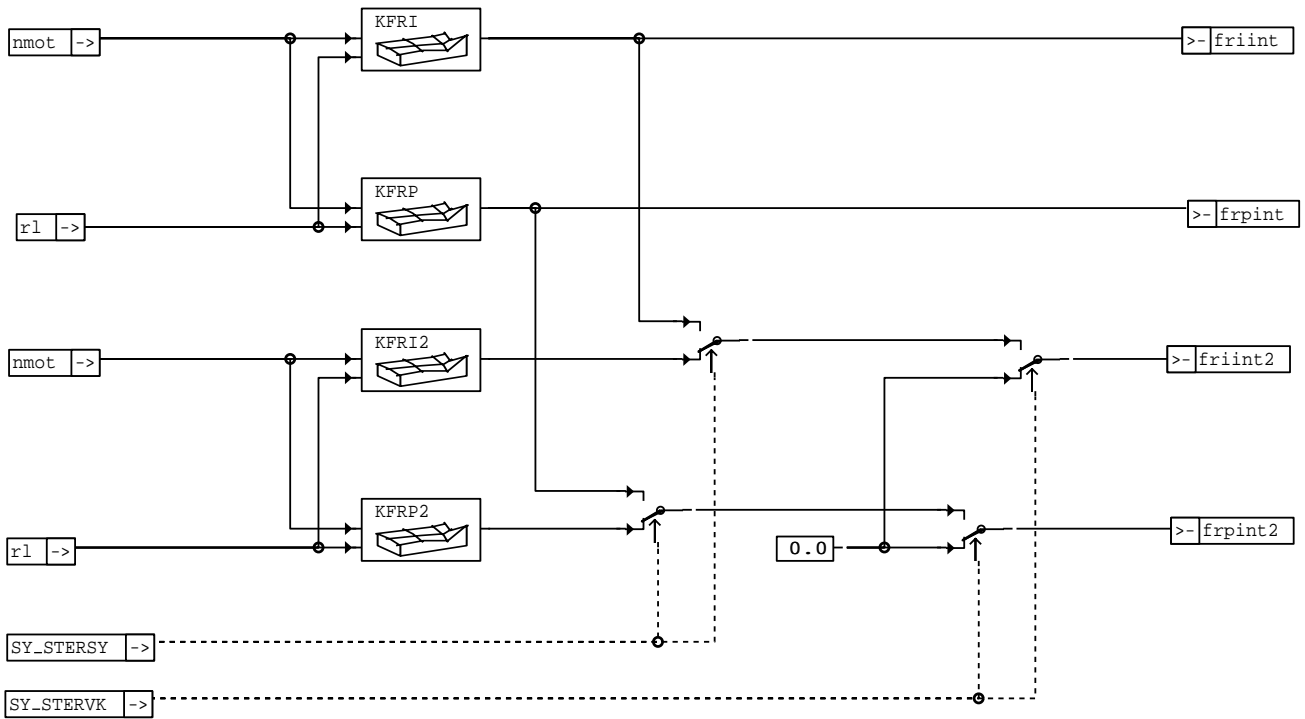 KFRI
nmot ->
>- friint
KFRP
rl ->
>- frpint
KFRI2
nmot ->
>- friint2
KFRP2
rl ->
0.0
>- frpint2
SY_STERSY ->
SY_STERVK ->